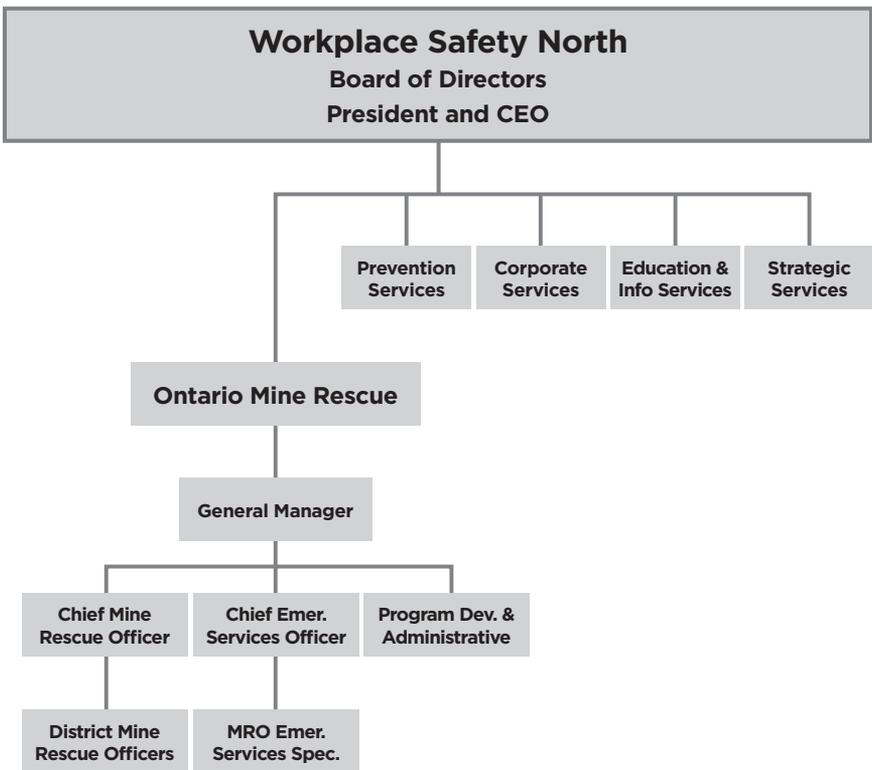 Workplace Safety North
Board of Directors
President and CEO
Prevention
Services
Corporate
Services
Education &
Info Services
Strategic
Services
Ontario Mine Rescue
General Manager
Chief Mine
Rescue Officer
Chief Emer.
Services Officer
Program Dev. &
Administrative
District Mine
Rescue Officers
MRO Emer.
Services Spec.